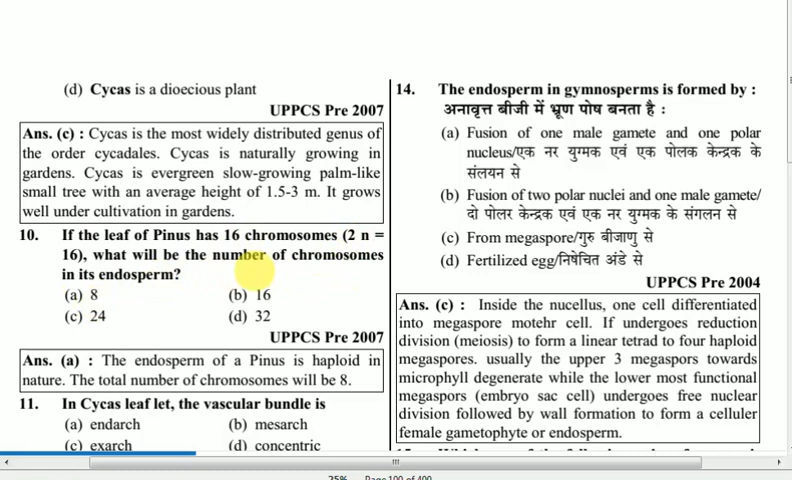 (d) Cycas is a dioecious plant
UPPCS Pre 2007
Ans. (c) : Cycas is the most widely distributed genus of
the order cycadales. Cycas is naturally growing in
gardens. Cycas is evergreen slow-growing palm-like
small tree with an average height of 1.5-3 m. It grows
well under cultivation in gardens.
10. If the leaf of Pinus has 16 chromosomes (2 n =
16), what will be the number of chromosomes
in its endosperm?
(a) 8 (b) 16
(c) 24 (d) 32
UPPCS Pre 2007
Ans. (a) : The endosperm of a Pinus is haploid in
nature. The total number of chromosomes will be 8.
11. In Cycas leaf let, the vascular bundle is
(a) endarch (b) mesarch
(c) exarch (d) concentric
14. The endosperm in gymnosperms is formed by :
अनावृत्त बीजी में भ्रूण पोष बनता है :
(a) Fusion of one male gamete and one polar
nucleus/एक नर युग्मक एवं एक पोलक केन्द्रक के
संलयन से
(b) Fusion of two polar nuclei and one male gamete/
दो पोलर केन्द्रक एवं एक नर युग्मक के संगलन से
(c) From megaspore/गुरु बीजाणु से
(d) Fertilized egg/निषेचित अंडे से
UPPCS Pre 2004
Ans. (c) : Inside the nucellus, one cell differentiated
into megaspore motehr cell. If undergoes reduction
division (meiosis) to form a linear tetrad to four haploid
megaspores. usually the upper 3 megaspors towards
microphyll degenerate while the lower most functional
megaspors (embryo sac cell) undergoes free nuclear
division followed by wall formation to form a celluler
female gametophyte or endosperm.
25% Page 100 of 400